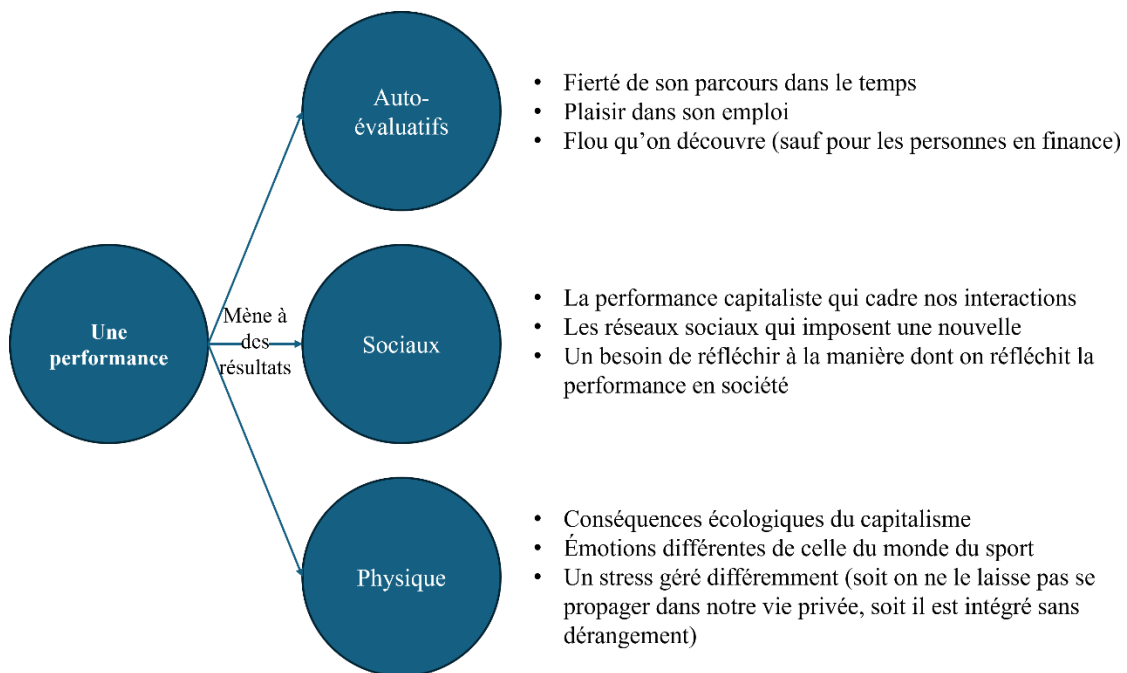 Une
performance
Mène à
des
résultats
Auto-
évaluatifs
• Fierté de son parcours dans le temps
• Plaisir dans son emploi
• Flou qu’on découvre (sauf pour les personnes en finance)
Sociaux
• La performance capitaliste qui cadre nos interactions
• Les réseaux sociaux qui imposent une nouvelle
• Un besoin de réfléchir à la manière dont on réfléchit la
performance en société
Physique
• Conséquences écologiques du capitalisme
• Émotions différentes de celle du monde du sport
• Un stress géré différemment (soit on ne le laisse pas se
propager dans notre vie privée, soit il est intégré sans
dérangement)